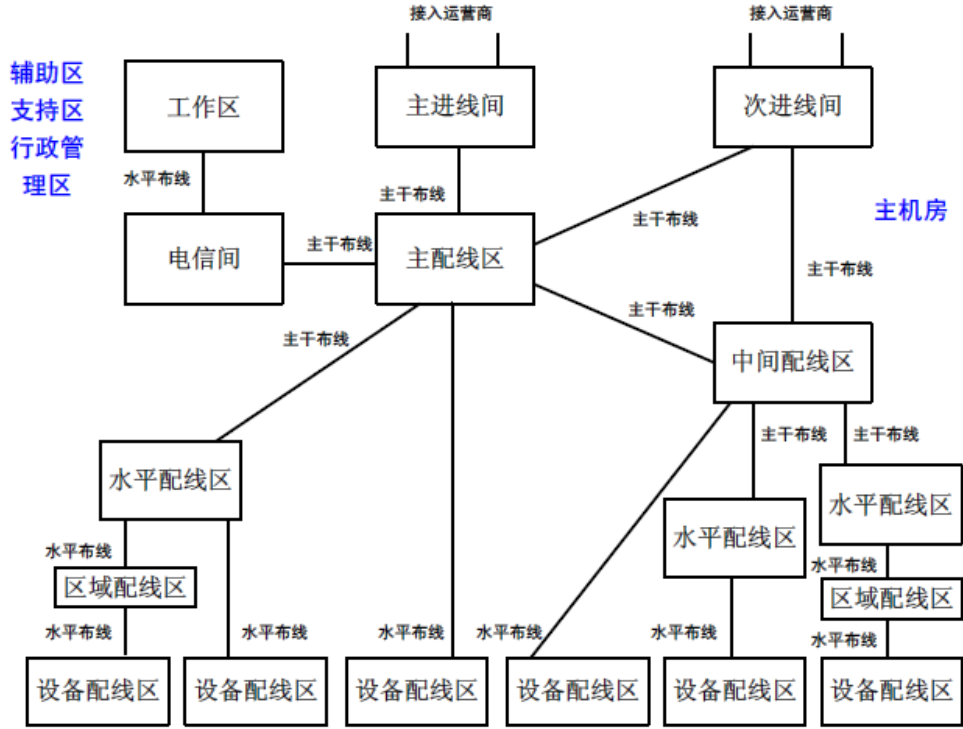 接入运营商
接入运营商
辅助区
支持区
行政管
理区
工作区
主进线间
次进线间
水平布线
主干布线
主干布线
主机房
电信间
主干布线
主配线区
主干布线
主干布线
主干布线
中间配线区
主干布线
主干布线
水平配线区
水平配线区
水平配线区
水平布线
水平布线
区域配线区
区域配线区
水平布线
水平布线
水平布线
水平布线
水平布线
水平布线
设备配线区
设备配线区
设备配线区
设备配线区
设备配线区
设备配线区